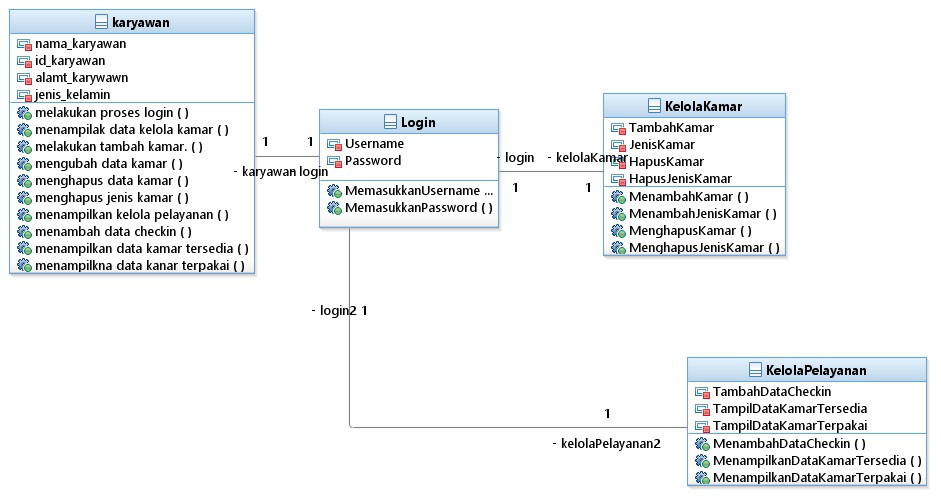 karyawan
nama_karyawan
id_karyawan
alamt_karywawn
jenis_kelamin
melakukan proses login ( )
menampilak data kelola kamar ( )
melakukan tambah kamar. ( )
mengubah data kamar ( )
menghapus data kamar ( )
menghapus jenis kamar ( )
menampilkan kelola pelayanan ( )
menambah data checkin ( )
menampilkan data kamar tersedia ( )
menampilkna data kanar terpakai ( )
1
1
- karyawan
- login
Login
Username
Password
MemasukkanUsername ...
MemasukkanPassword ( )
- login
- kelolaKamar
1
1
KelolaKamar
TambahKamar
JenisKamar
HapusKamar
HapusJenisKamar
MenambahKamar ( )
MenambahJenisKamar ( )
MenghapusKamar ( )
MenghapusJenisKamar ( )
- login2
1
1
- kelolaPelayanan2
KelolaPelayanan
TambahDataCheckin
TampilDataKamarTersedia
TampilDataKamarTerpakai
MenambahDataCheckin ( )
MenampilkanDataKamarTersedia ( )
MenampilkanDataKamarTerpakai ( )